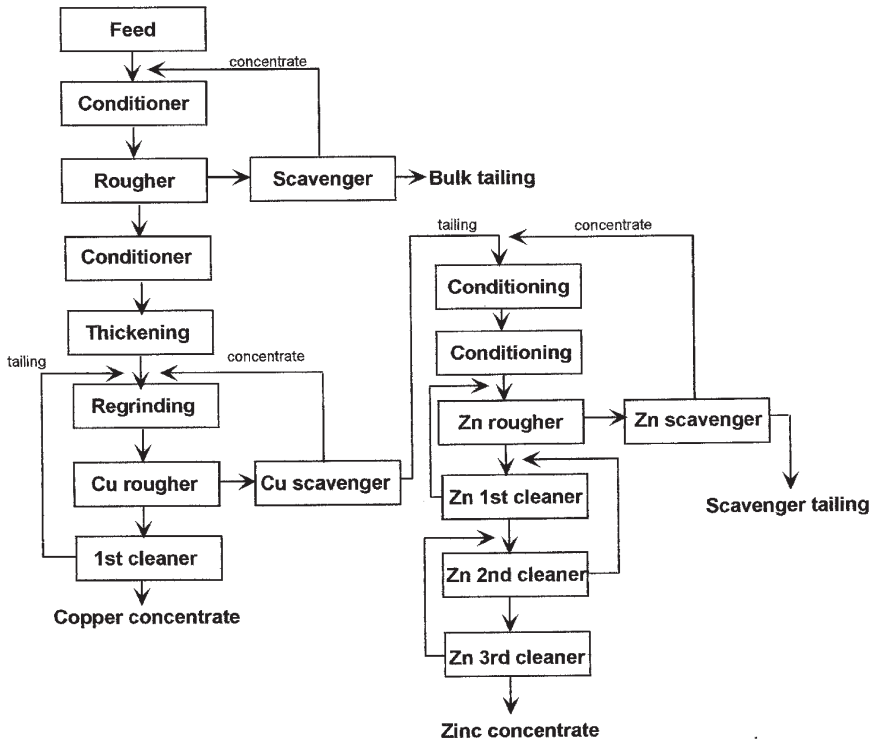 Feed
concentrate
Conditioner
Rougher
Scavenger
Bulk tailing
Conditioner
Thickening
tailing
concentrate
Regrinding
Cu rougher
Cu scavenger
1st cleaner
Copper concentrate
tailing
concentrate
Conditioning
Conditioning
Zn rougher
Zn scavenger
Zn 1st cleaner
Scavenger tailing
Zn 2nd cleaner
Zn 3rd cleaner
Zinc concentrate